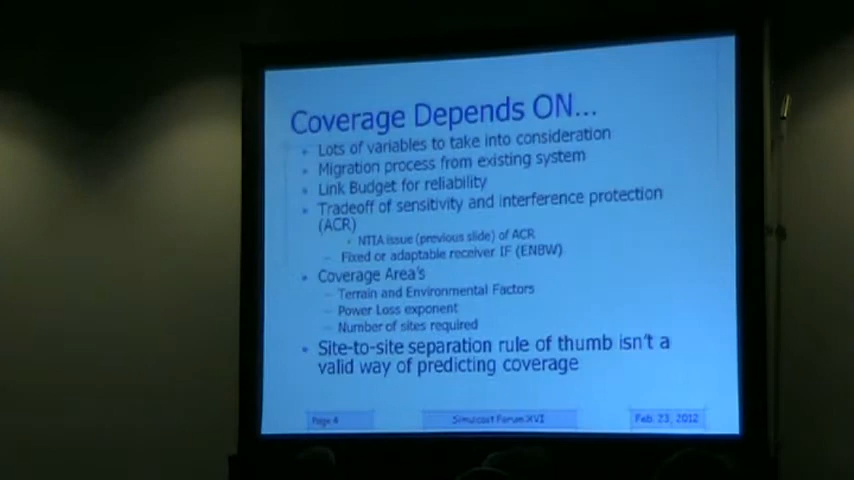 Coverage Depends ON...
• Lots of variables to take into consideration
• Migration process from existing system
• Link Budget for reliability
• Tradeoff of sensitivity and interference protection
(ACR)
• NTIA issue (previous slide) of ACR
– Fixed or adaptable receiver IF (ENBW)
• Coverage Area's
– Terrain and Environmental Factors
– Power Loss exponent
– Number of sites required
• Site-to-site separation rule of thumb isn't a
valid way of predicting coverage
Page 4
Simulcast Forum XVI
Feb. 23, 2012